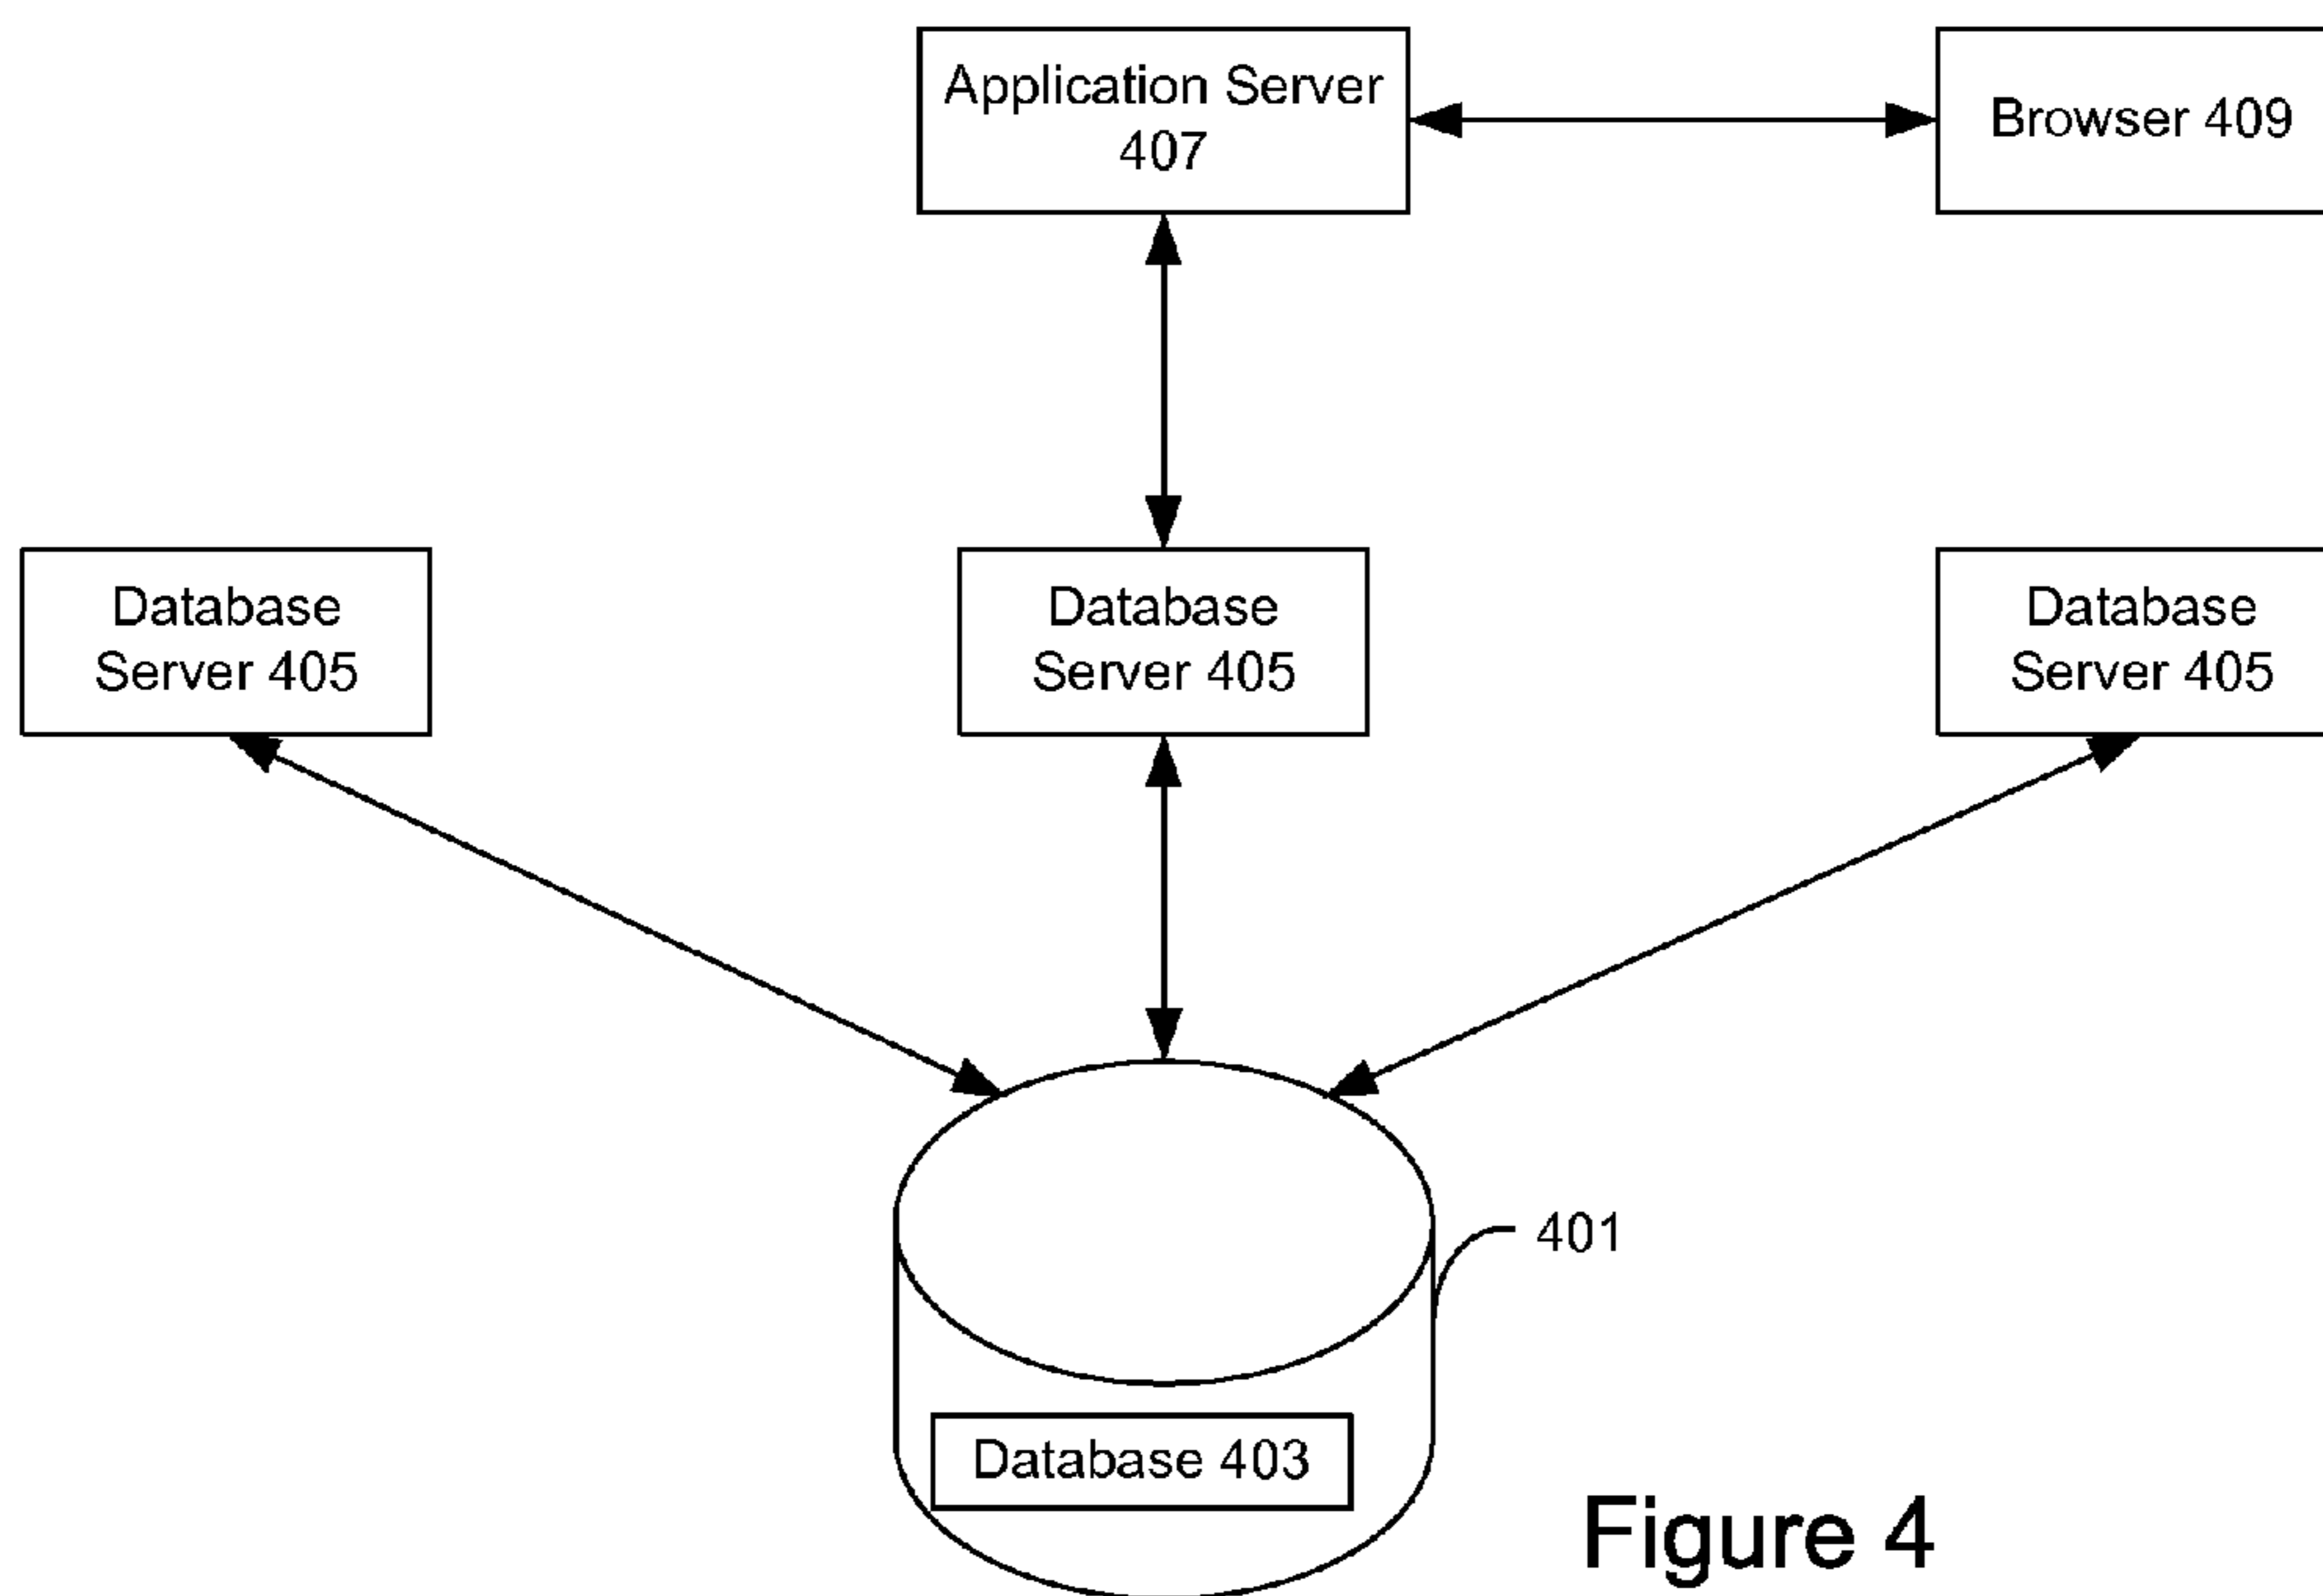 Application Server
407
Browser 409
Database
Server 405
Database
Server 405
Database
Server 405
401
Database 403
Figure 4